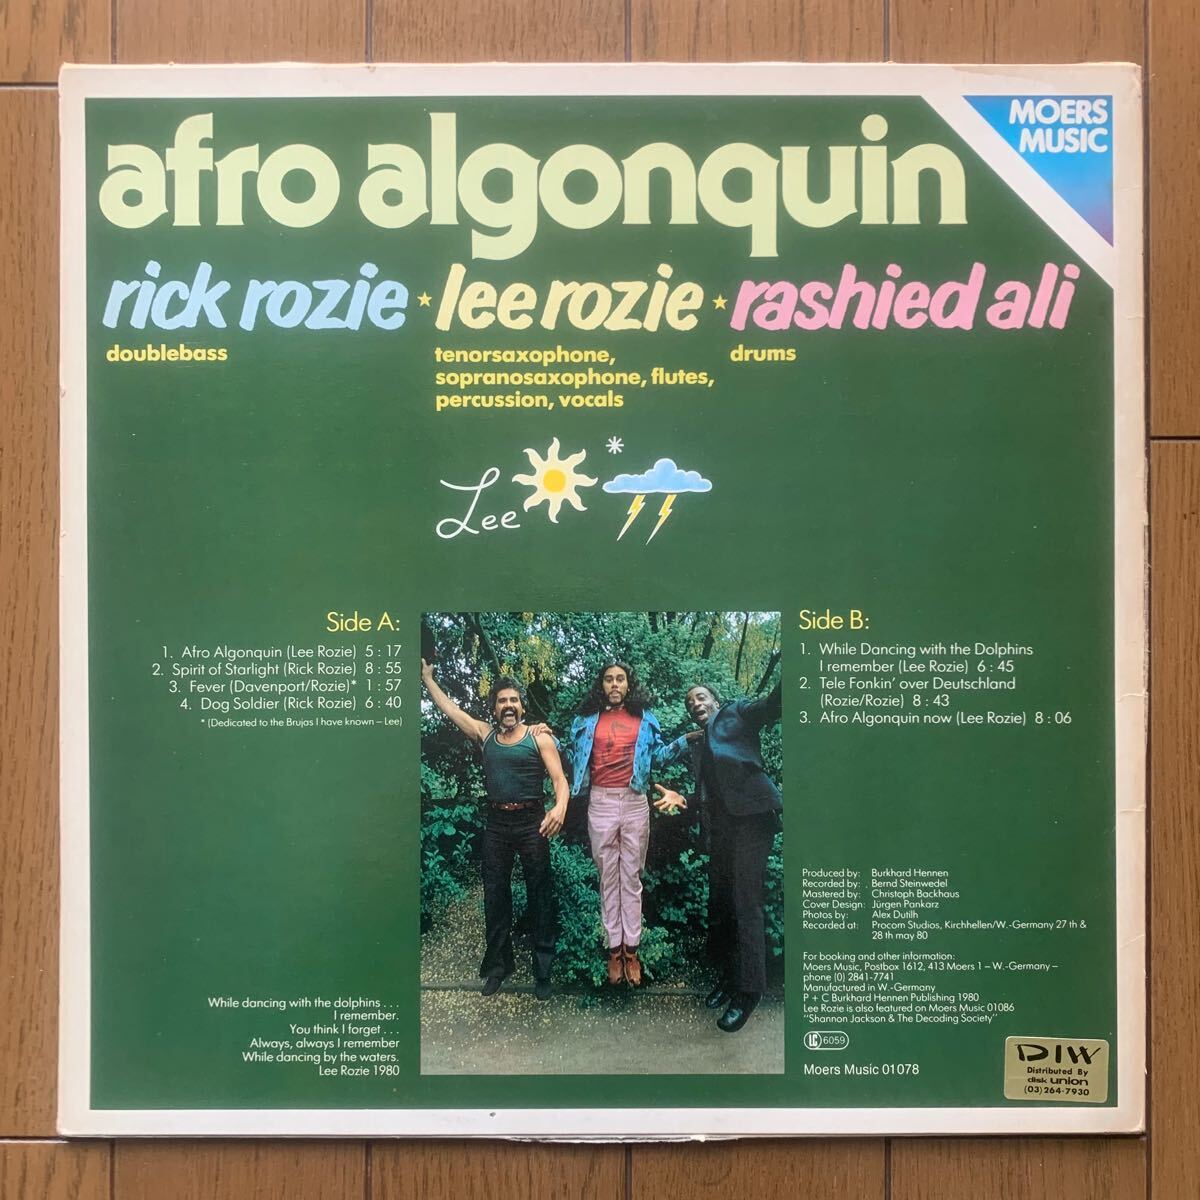 afro algonquin
MOERS
MUSIC
rick rozie * lee rozie * rashied ali
doublebass
tenorsaxophone,
sopranosaxophone, flutes,
percussion, vocals
drums
Lee
Side A:
1. Afro Algonquin (Lee Rozie) 5 : 17
2. Spirit of Starlight (Rick Rozie) 8 : 55
3. Fever (Davenport/Rozie)* 1 : 57
4. Dog Soldier (Rick Rozie) 6 : 40
* (Dedicated to the Brujas I have known – Lee)
Side B:
1. While Dancing with the Dolphins
I remember (Lee Rozie) 6 : 45
2. Tele Fonkin' over Deutschland
(Rozie/Rozie) 8 : 43
3. Afro Algonquin now (Lee Rozie) 8 : 06
While dancing with the dolphins . . .
I remember.
You think I forget . . .
Always, always I remember
While dancing by the waters.
Lee Rozie 1980
Produced by: Burkhard Hennen
Recorded by: Bernd Steinwedel
Mastered by: Christoph Backhaus
Cover Design: Jürgen Pankarz
Photos by: Alex Dutilh
Recorded at: Procom Studios, Kirchhellen/W.-Germany 27 th &
28 th may 80
For booking and other information:
Moers Music, Postbox 1612, 413 Moers 1 – W.-Germany –
phone (0) 2841-7741
Manufactured in W.-Germany
P + C Burkhard Hennen Publishing 1980
Lee Rozie is also featured on Moers Music 01086
"Shannon Jackson & The Decoding Society"
LC 6059
Moers Music 01078
DIW
Distributed By
disk union
(03) 264-7930